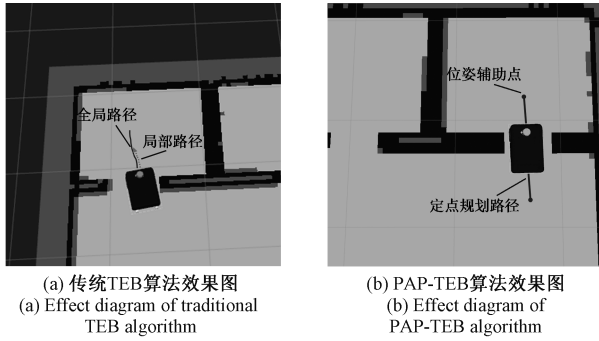 全局路径
局部路径
位姿辅助点
定点规划路径
(a) 传统TEB算法效果图
(a) Effect diagram of traditional
TEB algorithm
(b) PAP-TEB算法效果图
(b) Effect diagram of
PAP-TEB algorithm